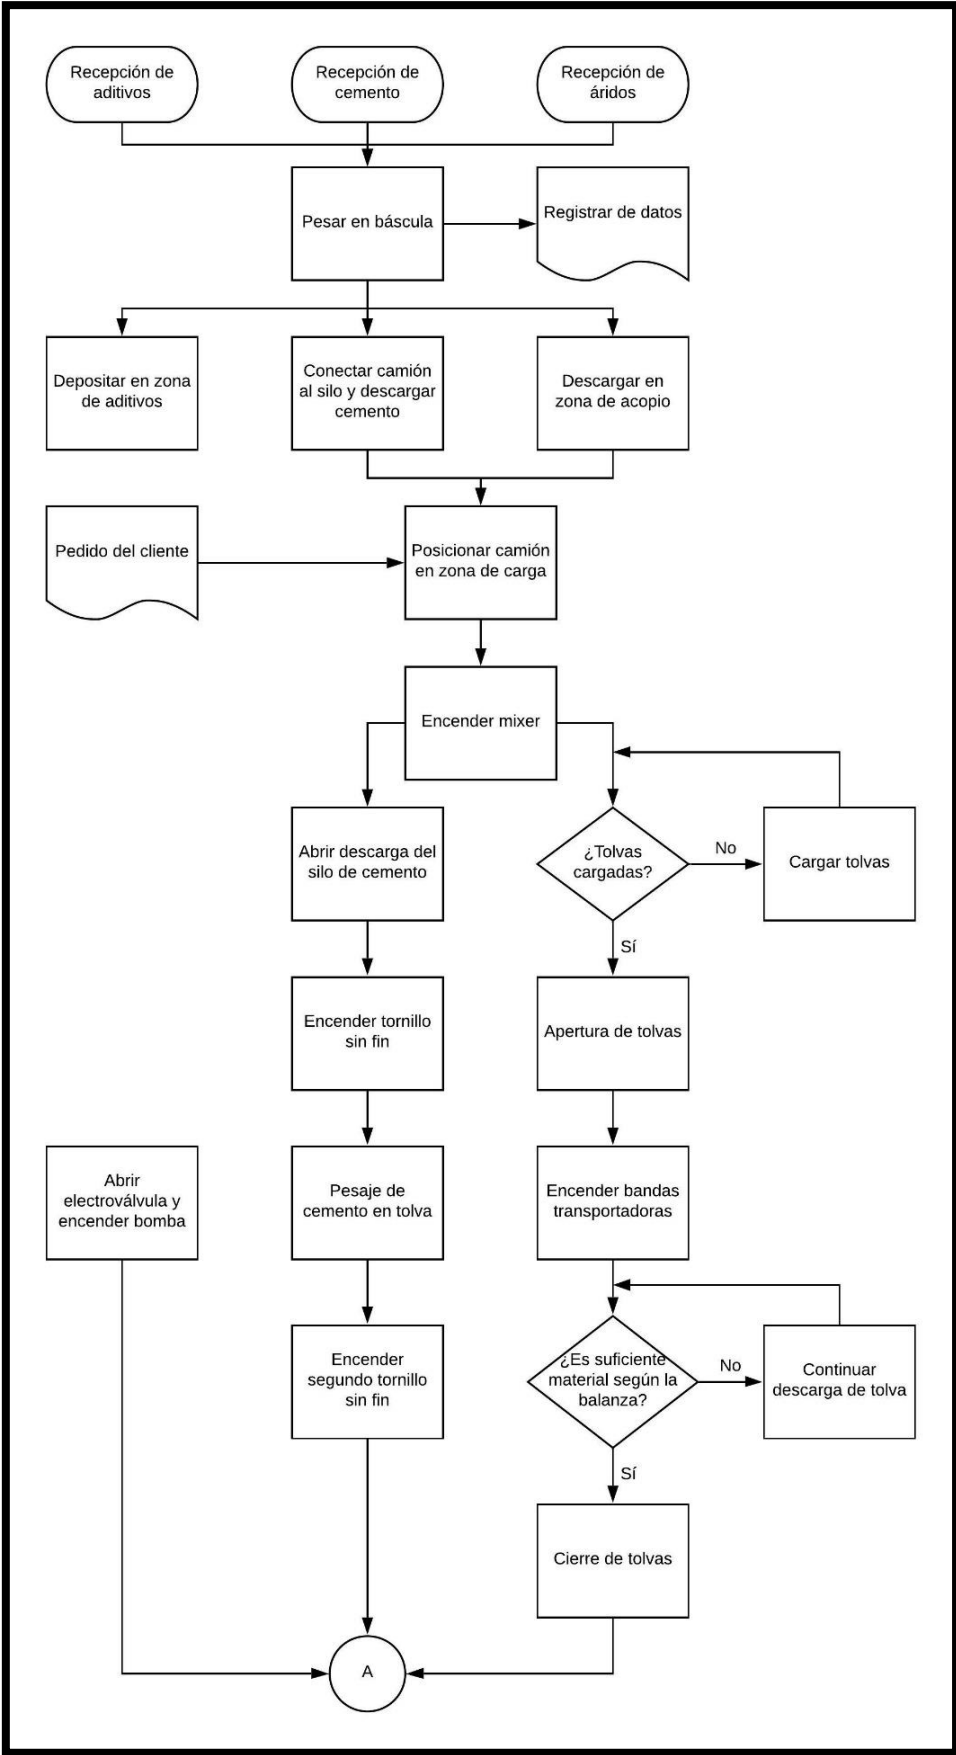 Recepción de
aditivos
Recepción de
cemento
Recepción de
áridos
Pesar en báscula
Registrar de datos
Depositar en zona
de aditivos
Conectar camión
al silo y descargar
cemento
Descargar en
zona de acopio
Pedido del cliente
Posicionar camión
en zona de carga
Encender mixer
Abrir descarga del
silo de cemento
¿Tolvas
cargadas?
No
Cargar tolvas
Sí
Encender tornillo
sin fin
Apertura de tolvas
Abrir
electroválvula y
encender bomba
Pesaje de
cemento en tolva
Encender bandas
transportadoras
Encender
segundo tornillo
sin fin
¿Es suficiente
material según la
balanza?
No
Continuar
descarga de tolva
Sí
Cierre de tolvas
A